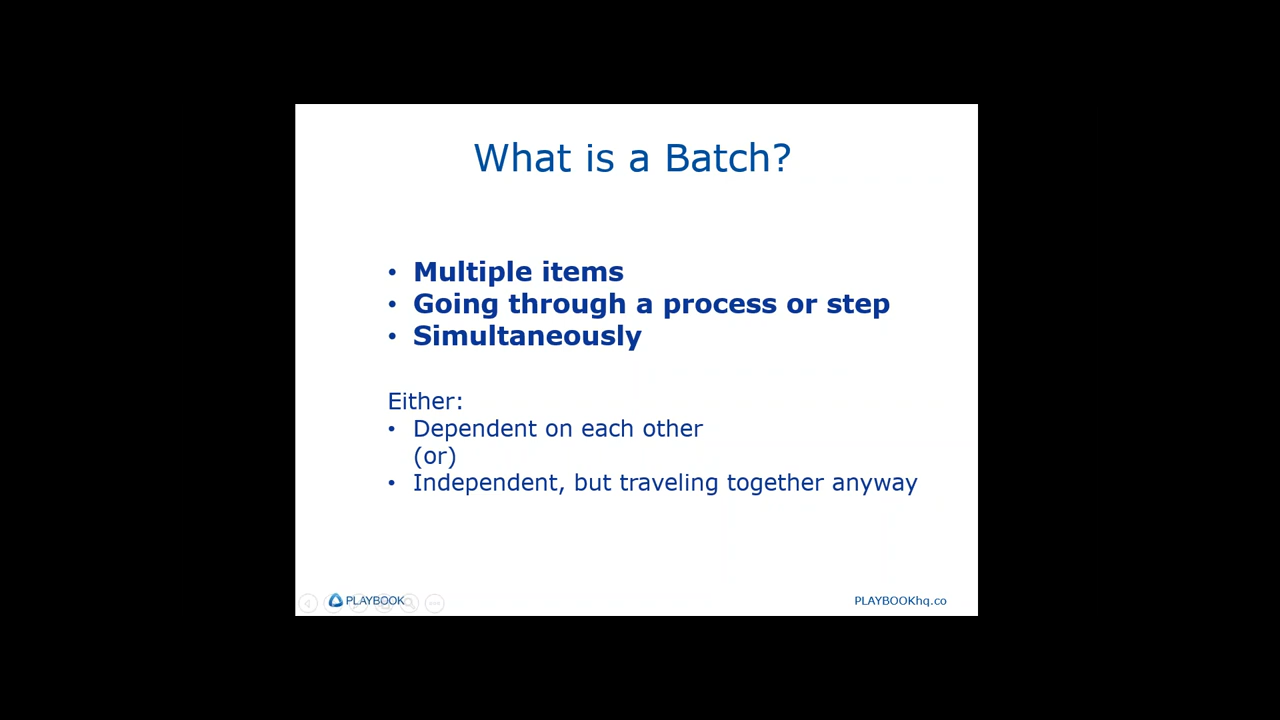 What is a Batch?
• Multiple items
• Going through a process or step
• Simultaneously
Either:
• Dependent on each other
(or)
• Independent, but traveling together anyway
PLAYBOOK
PLAYBOOKhq.co